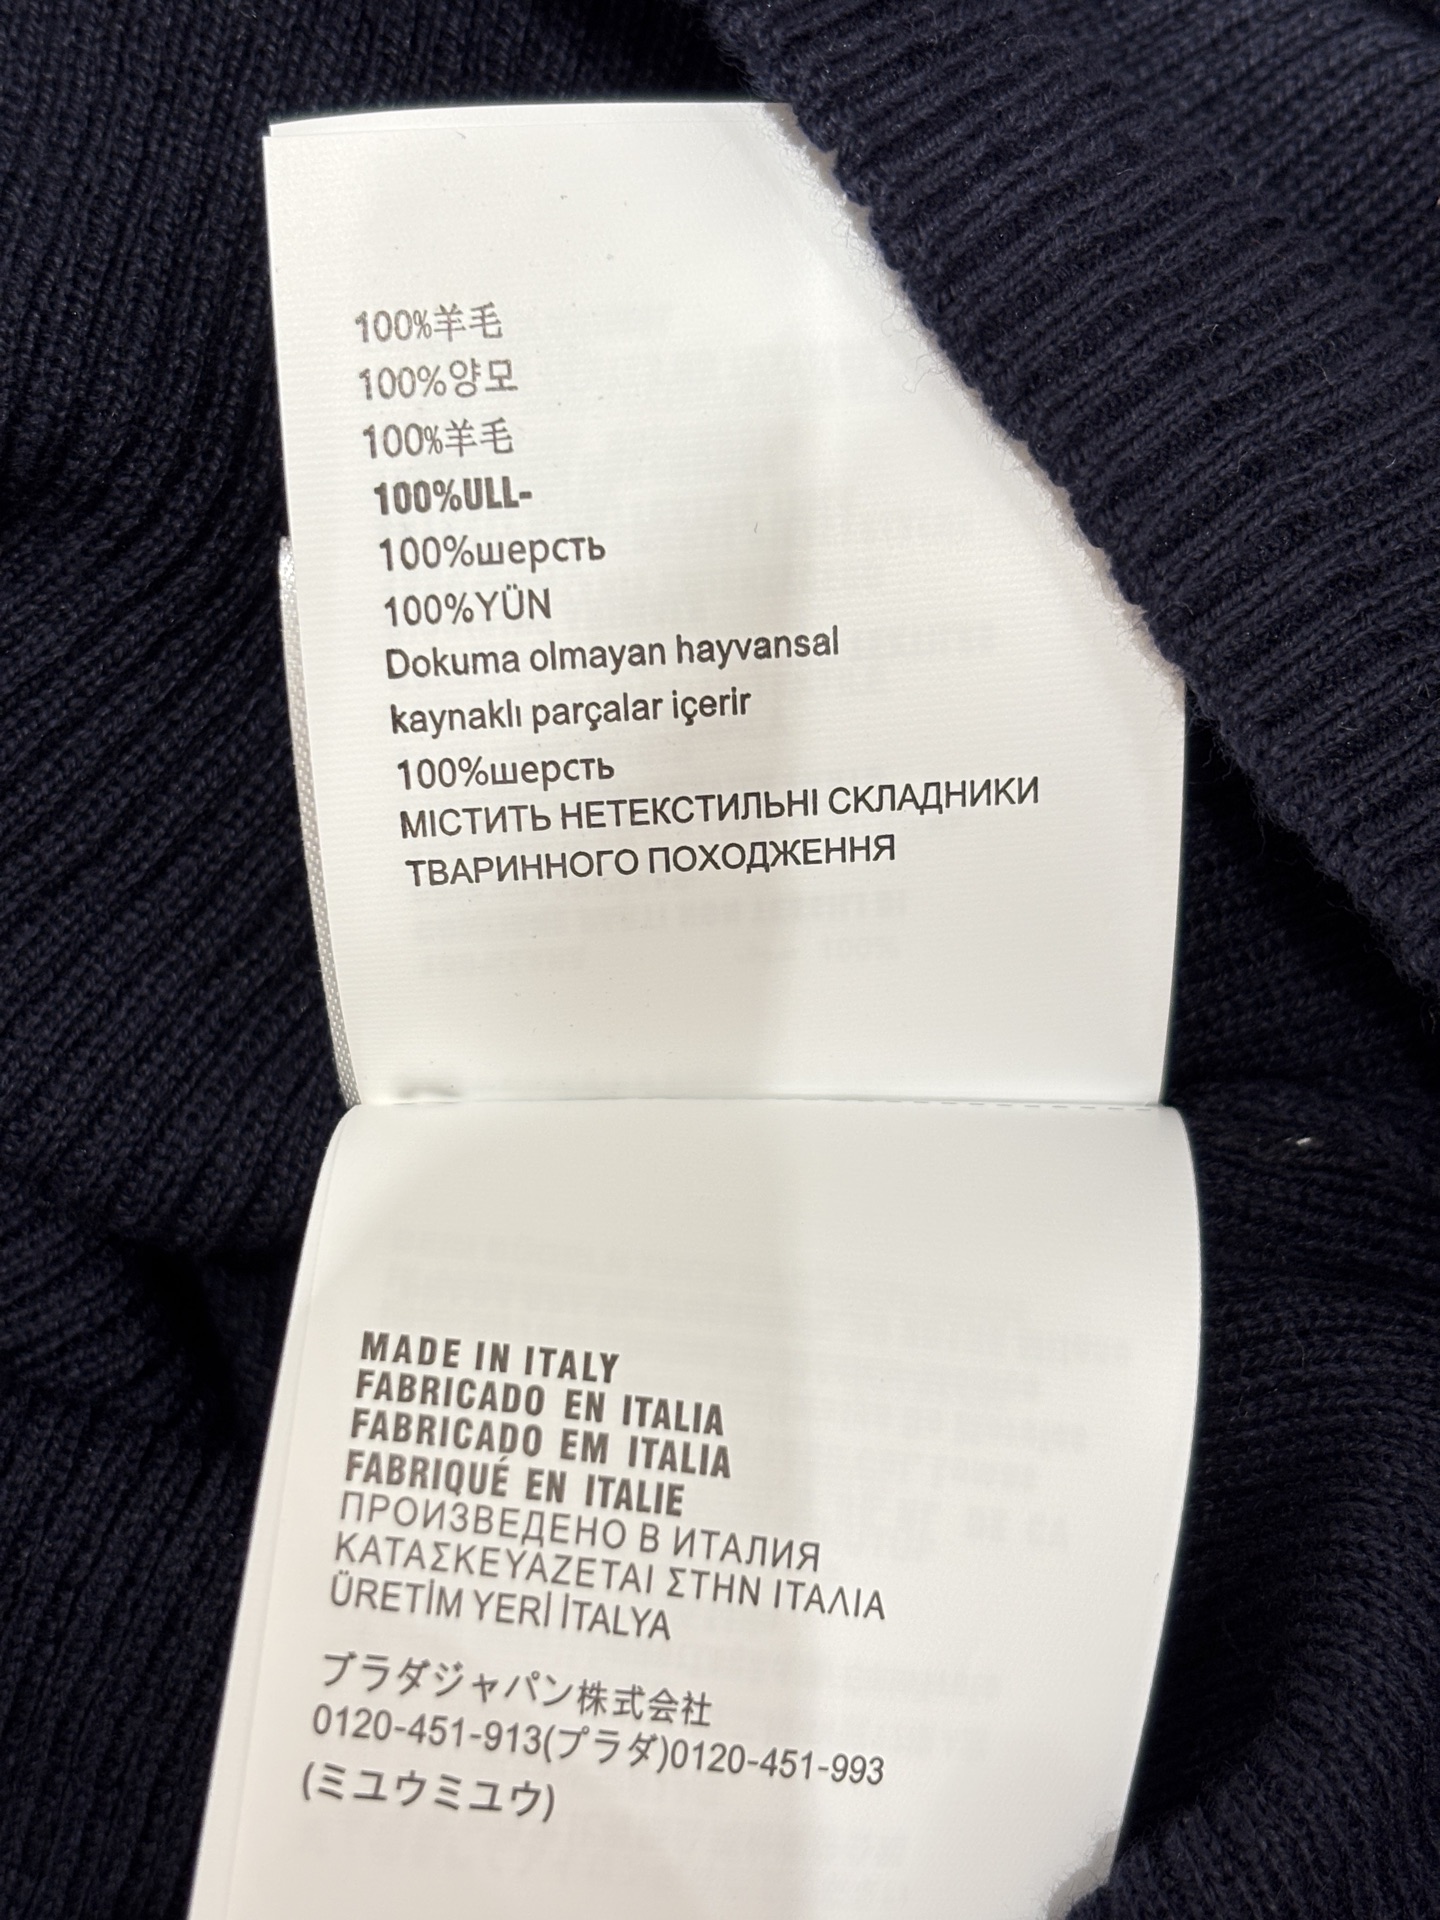 100%羊毛
100%양모
100%羊毛
100%ULL-
100%шерсть
100%YÜN
Dokuma olmayan hayvansal
kaynaklı parçalar içerir
100%шерсть
МІСТИТЬ НЕТЕКСТИЛЬНІ СКЛАДНИКИ
ТВАРИННОГО ПОХОДЖЕННЯ
MADE IN ITALY
FABRICADO EN ITALIA
FABRICADO EM ITALIA
FABRIQUÉ EN ITALIE
ПРОИЗВЕДЕНО В ИТАЛИЯ
ΚΑΤΑΣΚΕΥΑΖΕΤΑΙ ΣΤΗΝ ΙΤΑΛΙΑ
ÜRETİM YERİ İTALYA
プラダジャパン株式会社
0120-451-913(プラダ)0120-451-993
(ミユウミユウ)